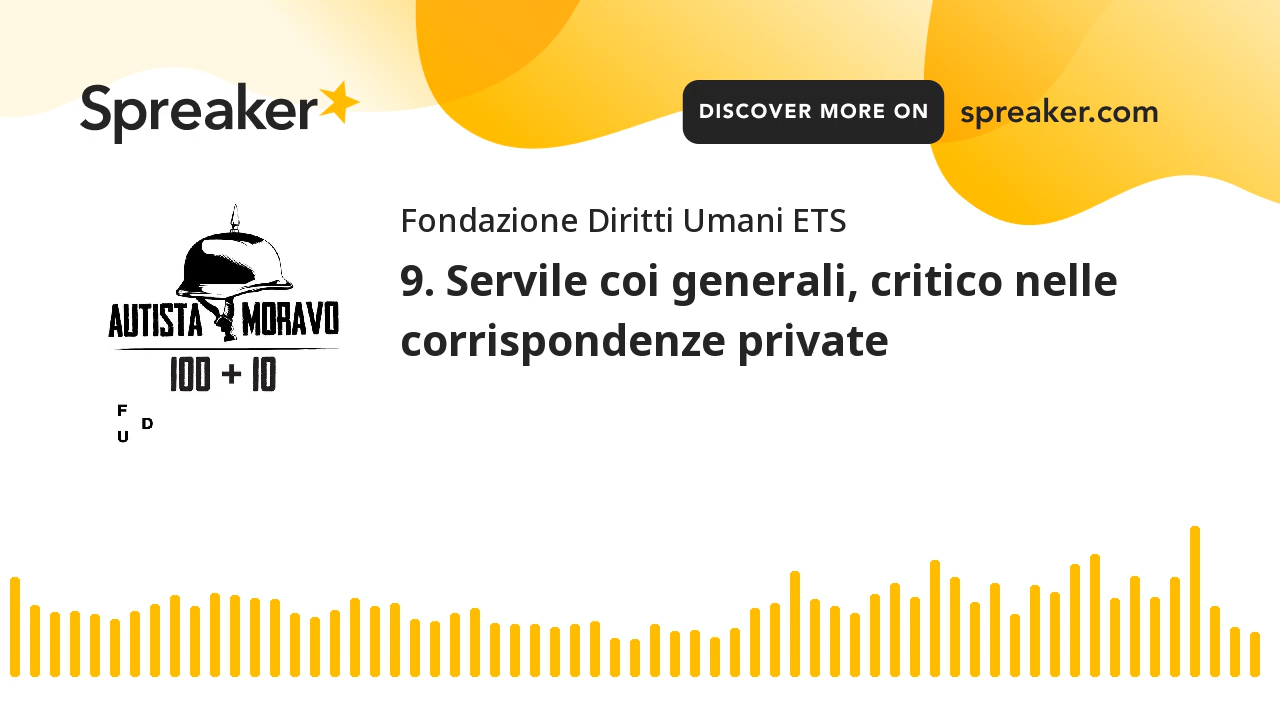 Spreaker
DISCOVER MORE ON spreaker.com
AUTISTA MORAVO
100 + 10
F
D
U
Fondazione Diritti Umani ETS
9. Servile coi generali, critico nelle
corrispondenze private